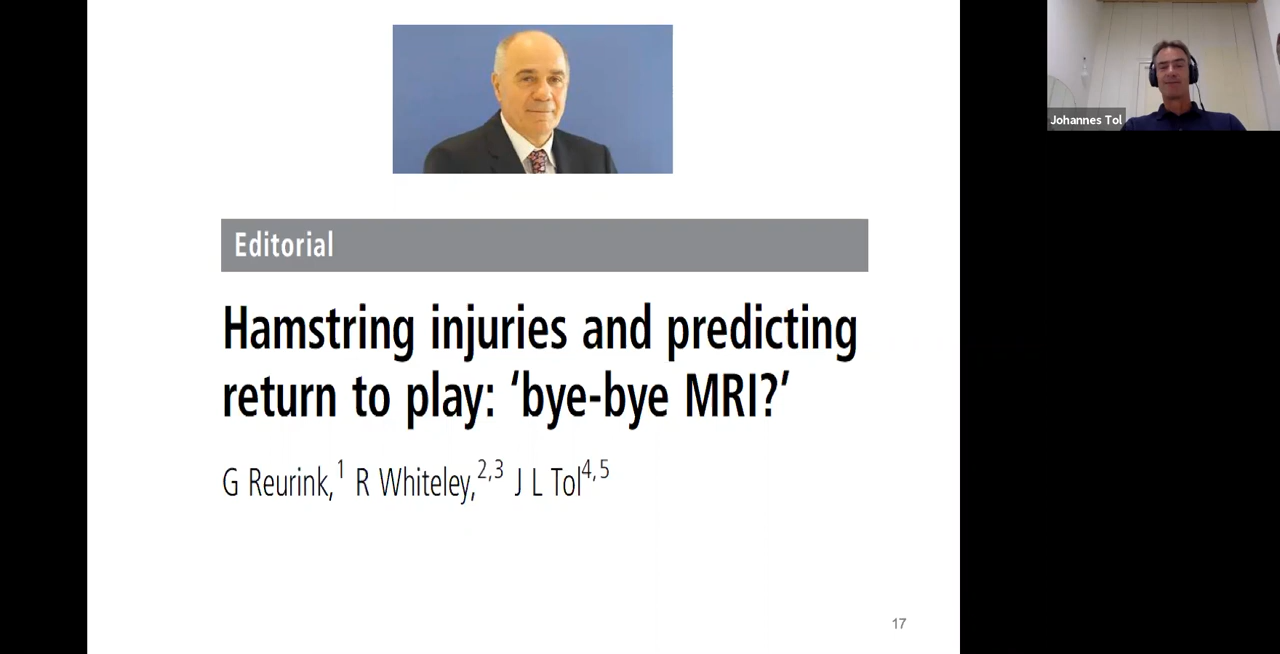 Johannes Tol
Editorial
Hamstring injuries and predicting
return to play: ‘bye-bye MRI?’
G Reurink,1 R Whiteley,2,3 J L Tol4,5
17